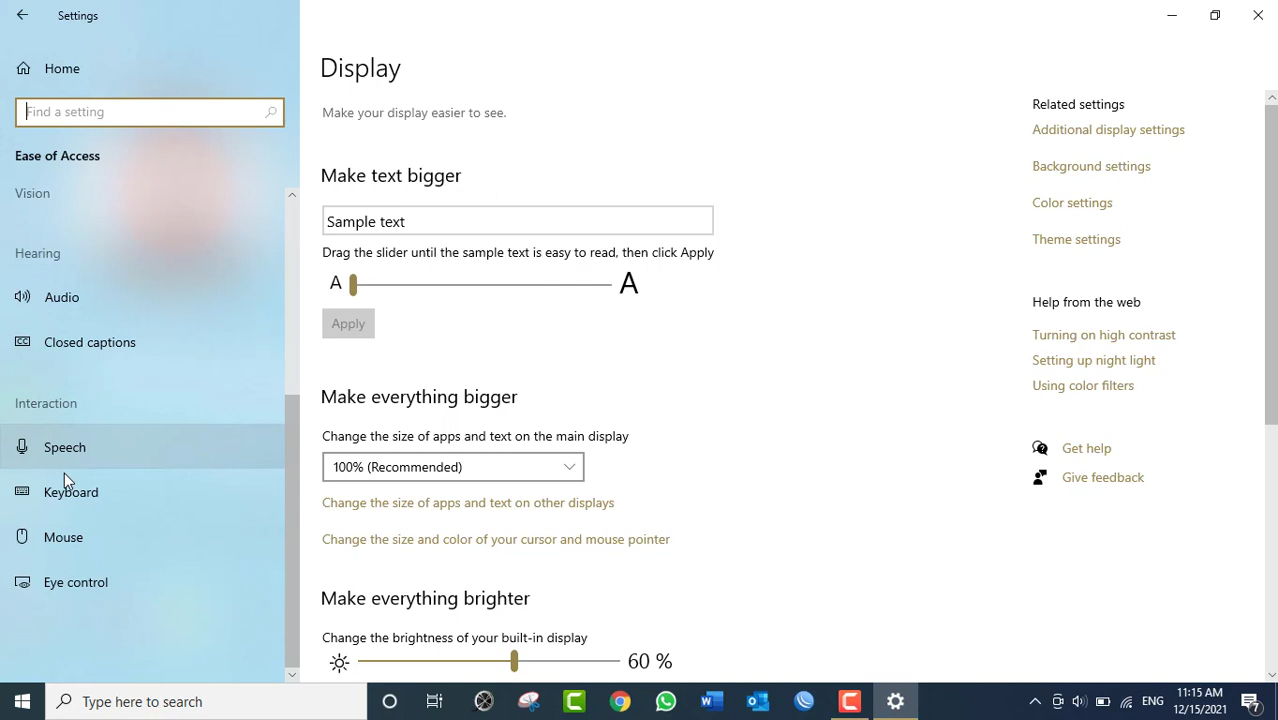 Settings
Home
Find a setting
Ease of Access
Vision
Hearing
Audio
Closed captions
Interaction
Speech
Keyboard
Mouse
Eye control
Display
Make your display easier to see.
Make text bigger
Sample text
Drag the slider until the sample text is easy to read, then click Apply
A A
Apply
Make everything bigger
Change the size of apps and text on the main display
100% (Recommended)
Change the size of apps and text on other displays
Change the size and color of your cursor and mouse pointer
Make everything brighter
Change the brightness of your built-in display
60 %
Related settings
Additional display settings
Background settings
Color settings
Theme settings
Help from the web
Turning on high contrast
Setting up night light
Using color filters
Get help
Give feedback
Type here to search
ENG
11:15 AM
12/15/2021
7